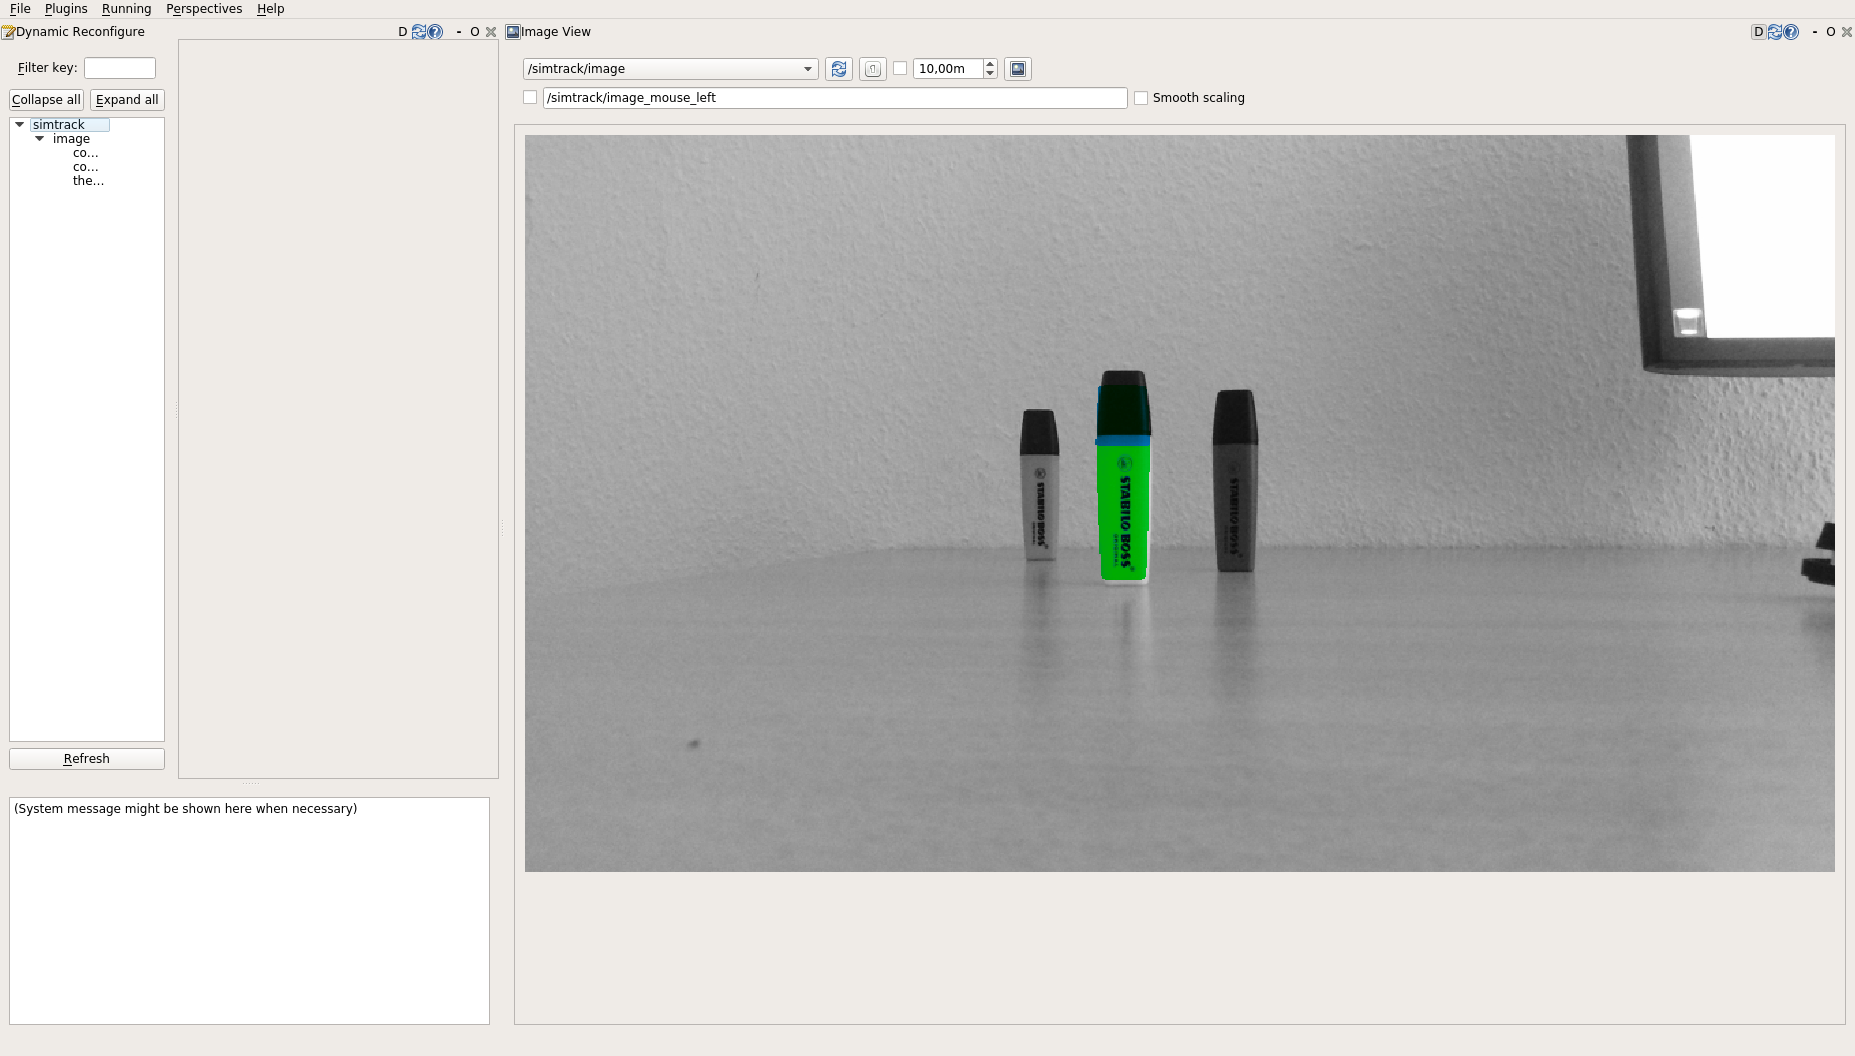 File Plugins Running Perspectives Help
Dynamic Reconfigure D - O
Image View D - O
Filter key:
Collapse all Expand all
simtrack
image
co...
co...
the...
Refresh
(System message might be shown here when necessary)
/simtrack/image 10,00m
/simtrack/image_mouse_left Smooth scaling
STABILO BOSS
STABILO BOSS
ORIGINAL
STABILO BOSS